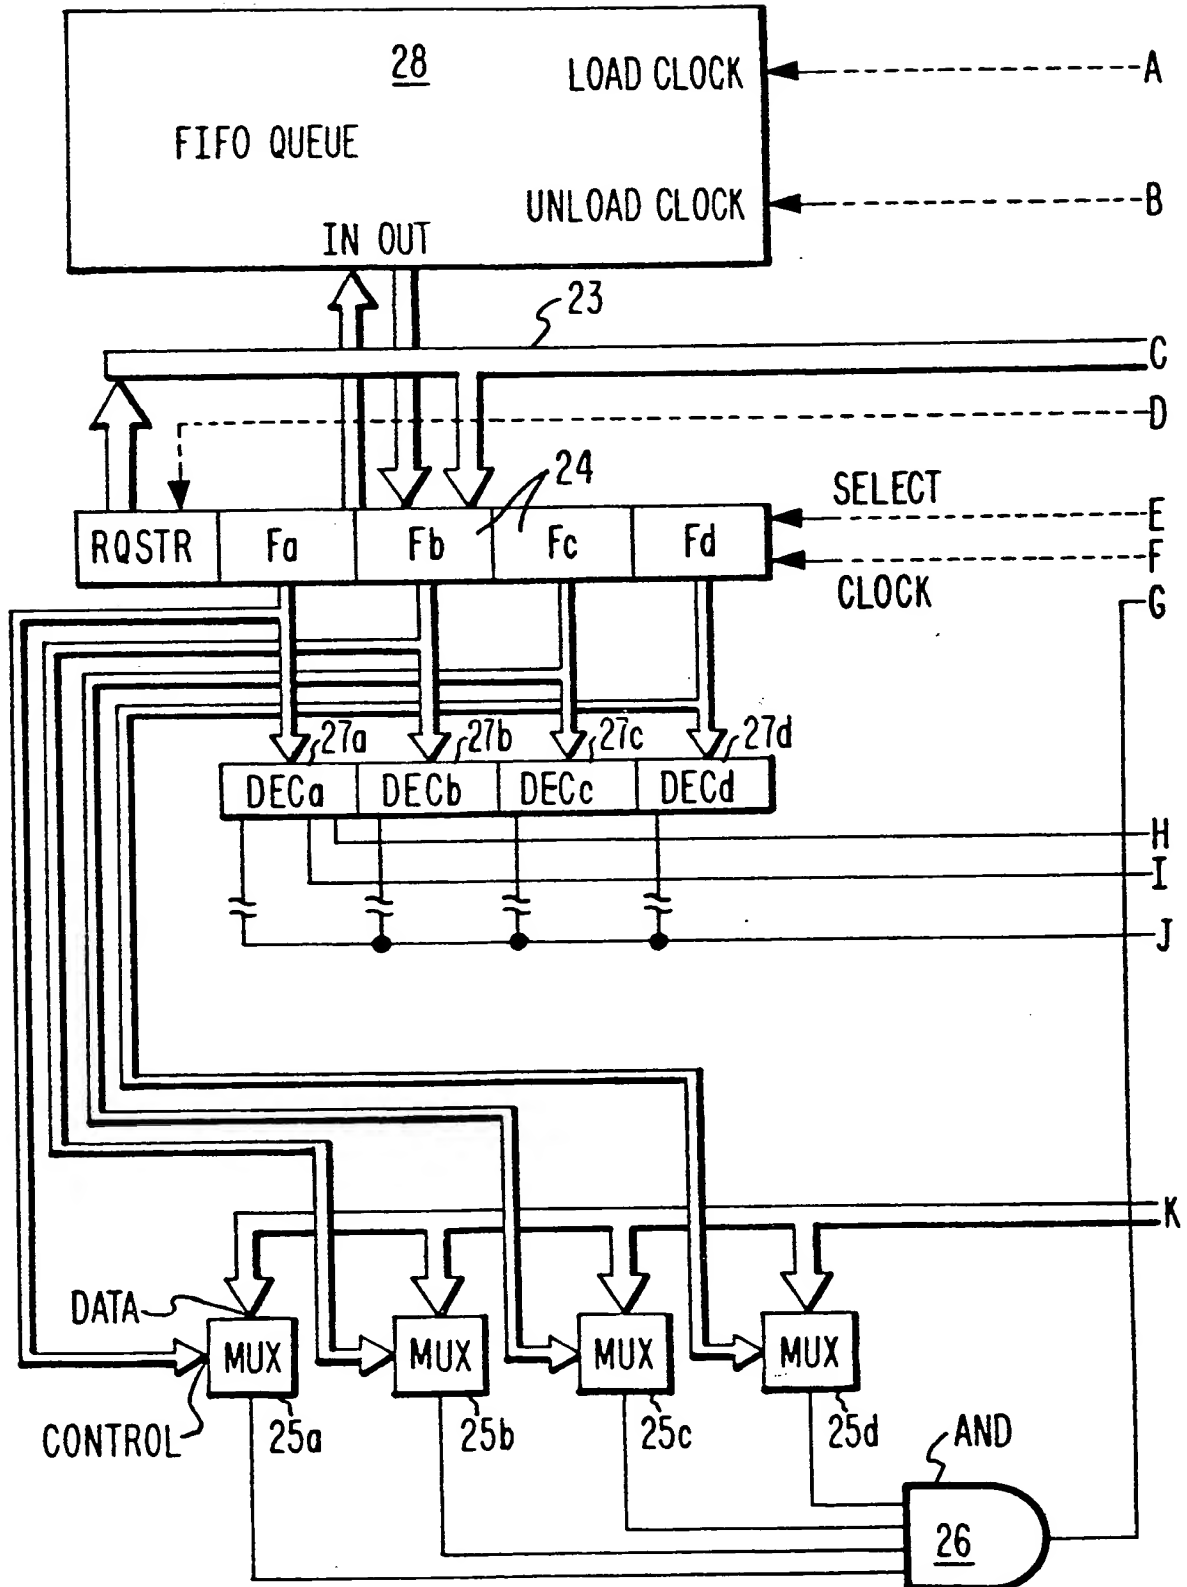 28
LOAD CLOCK
A
FIFO QUEUE
UNLOAD CLOCK
B
IN OUT
23
C
D
24
SELECT
RQSTR
Fa
Fb
Fc
Fd
E
F
CLOCK
G
27a
27b
27c
27d
DECa
DECb
DECc
DECd
H
I
J
K
DATA
MUX
MUX
MUX
MUX
CONTROL
25a
25b
25c
25d
AND
26